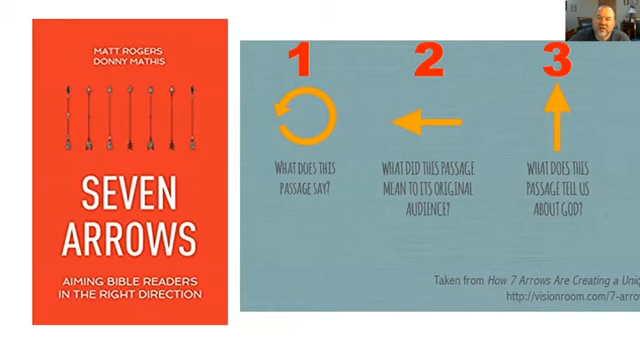 MATT ROGERS
DONNY MATHIS
SEVEN
ARROWS
AIMING BIBLE READERS
IN THE RIGHT DIRECTION
1
WHAT DOES THIS
PASSAGE SAY?
2
WHAT DID THIS PASSAGE
MEAN TO ITS ORIGINAL
AUDIENCE?
3
WHAT DOES THIS
PASSAGE TELL US
ABOUT GOD?
Taken from How 7 Arrows Are Creating a Uniq
http://visionroom.com/7-arrow